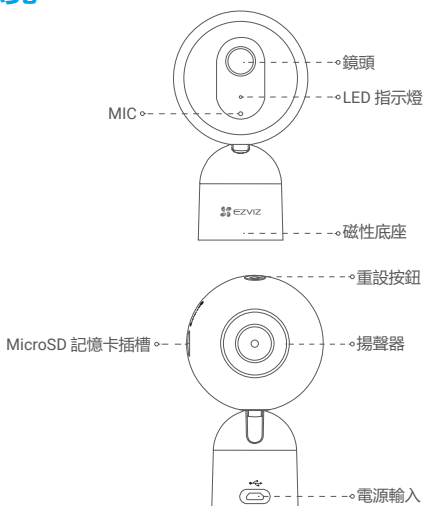 鏡頭
LED 指示燈
MIC
EZVIZ
磁性底座
重設按鈕
MicroSD 記憶卡插槽
揚聲器
電源輸入